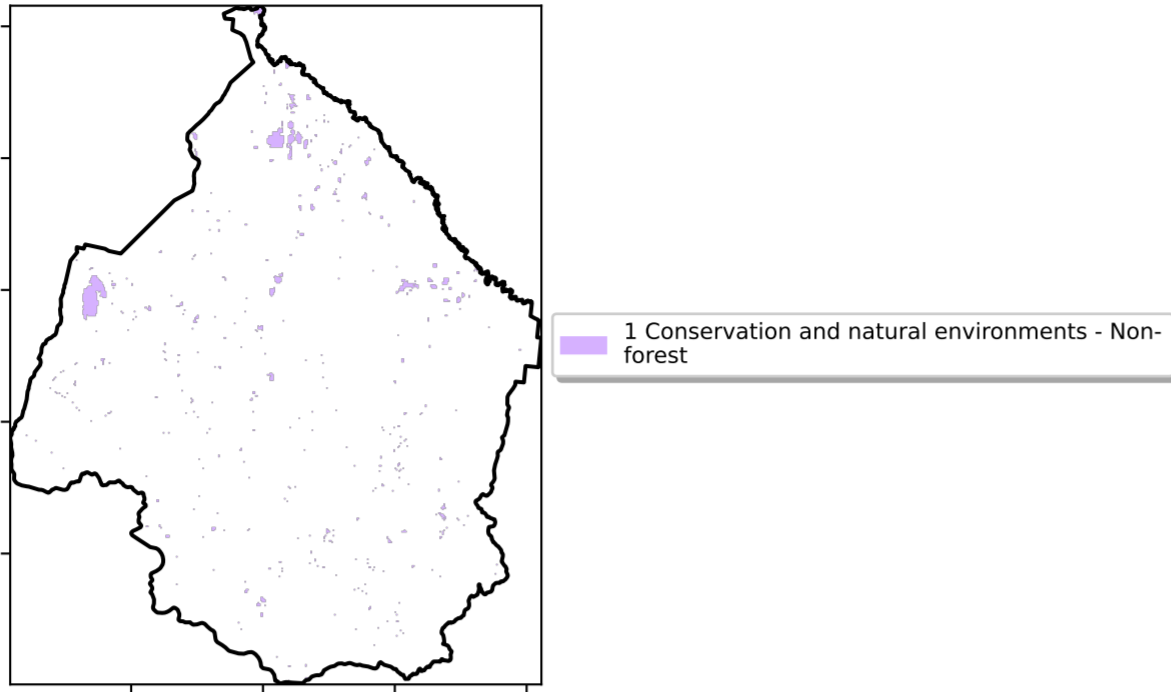 1 Conservation and natural environments - Non-
forest